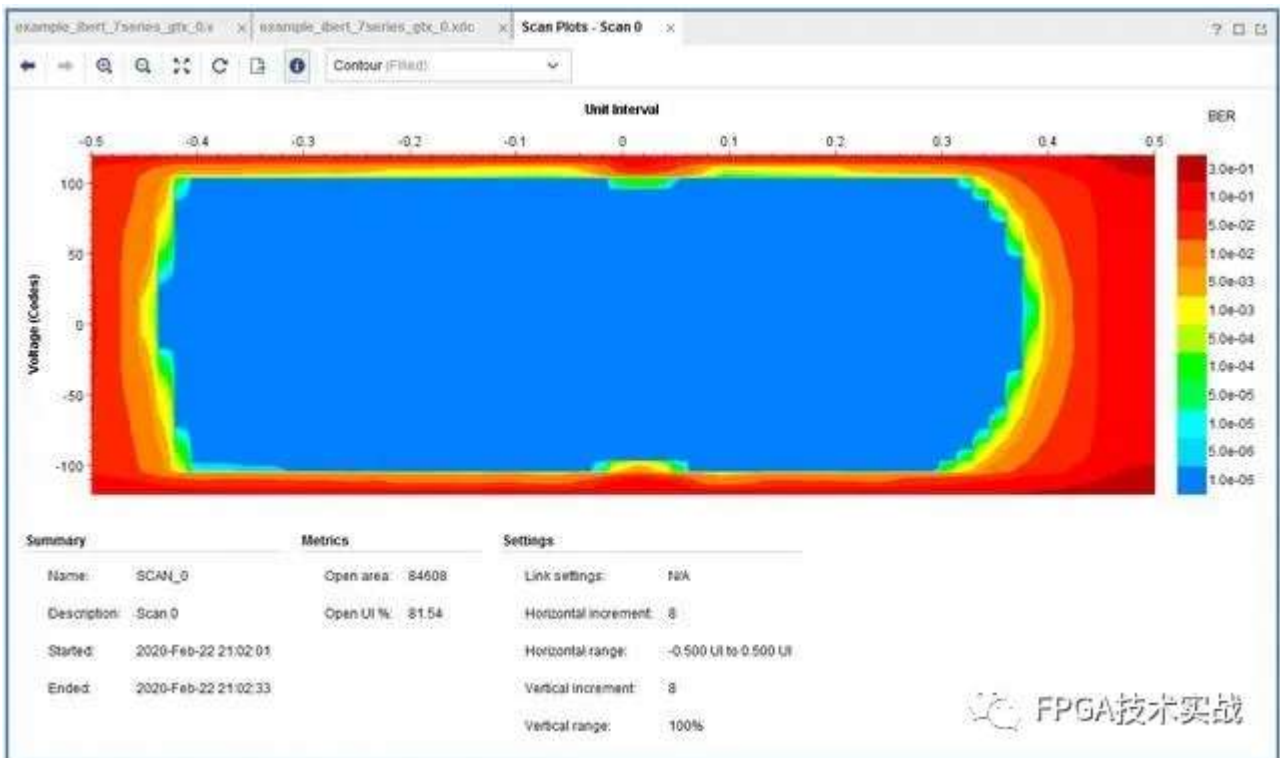 example_ibert_7series_gtx_0.v × example_ibert_7series_gtx_0.xdc × Scan Plots - Scan 0 ×
Contour (Filled)
Unit Interval
BER
-0.5 -0.4 -0.3 -0.2 -0.1 0 0.1 0.2 0.3 0.4 0.5
Voltage (Codes)
100
50
0
-50
-100
3.0e-01
1.0e-01
5.0e-02
1.0e-02
5.0e-03
1.0e-03
5.0e-04
1.0e-04
5.0e-05
1.0e-05
5.0e-06
1.0e-06
Summary
Name: SCAN_0
Description: Scan 0
Started: 2020-Feb-22 21:02:01
Ended: 2020-Feb-22 21:02:33
Metrics
Open area: 84608
Open UI %: 81.54
Settings
Link settings: N/A
Horizontal increment: 8
Horizontal range: -0.500 UI to 0.500 UI
Vertical increment: 8
Vertical range: 100%
FPGA技术实战